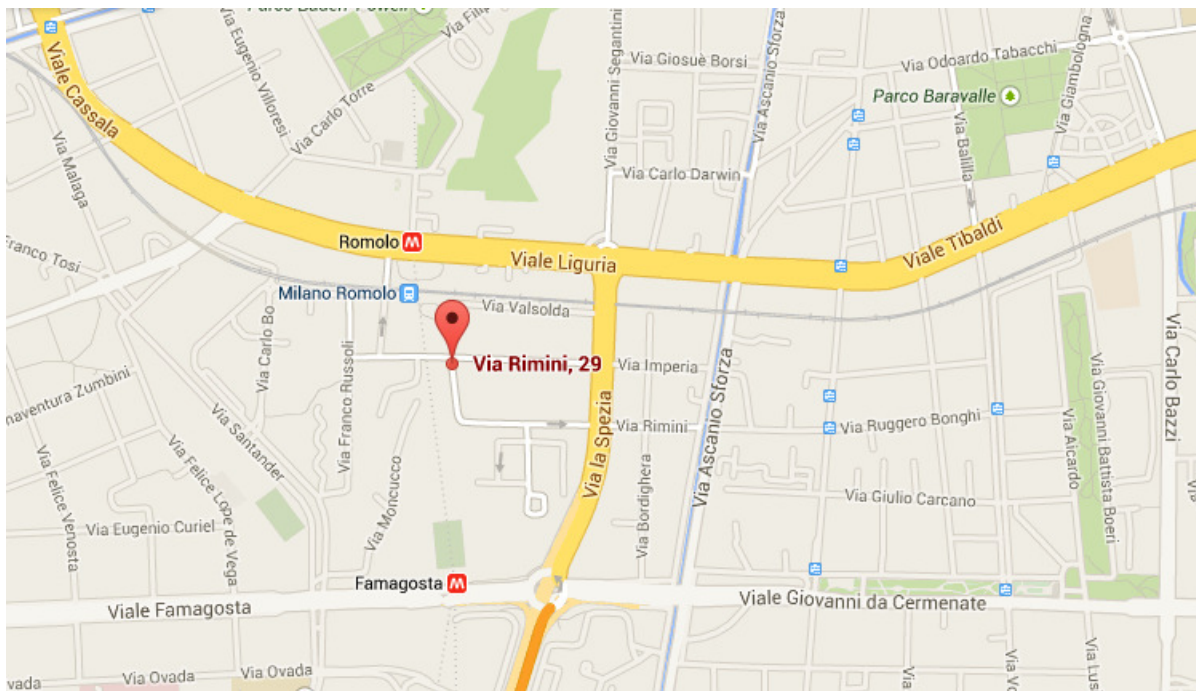 Parco Baden-Powell
Via Filip
Viale Cassala
Via Eugenio Villoresi
Via Carlo Torre
Via Giovanni Segantini
Via Giosuè Borsi
Via Ascanio Sforza
Via Odoardo Tabacchi
Via Giambologna
Parco Baravalle
Via Balilla
Via Malaga
Via Carlo Darwin
Franco Tosi
Romolo M
Viale Liguria
Viale Tibaldi
Milano Romolo
Via Valsolda
Via Carlo Bo
Via Franco Russoli
Via Rimini, 29
Via Imperia
Via Carlo Bazzi
naventura Zumbini
Via Santander
Via la Spezia
Via Rimini
Via Ascanio Sforza
Via Ruggero Bonghi
Via Giovanni Battista Boeri
Via Aicardo
Via Felice Venosta
Via Felice Lope de Vega
Via Moncucco
Via Bordighera
Via Giulio Carcano
Via Eugenio Curiel
Famagosta M
Viale Famagosta
Viale Giovanni da Cermenate
vada
Via Ovada
Via Ovada
Via Lus